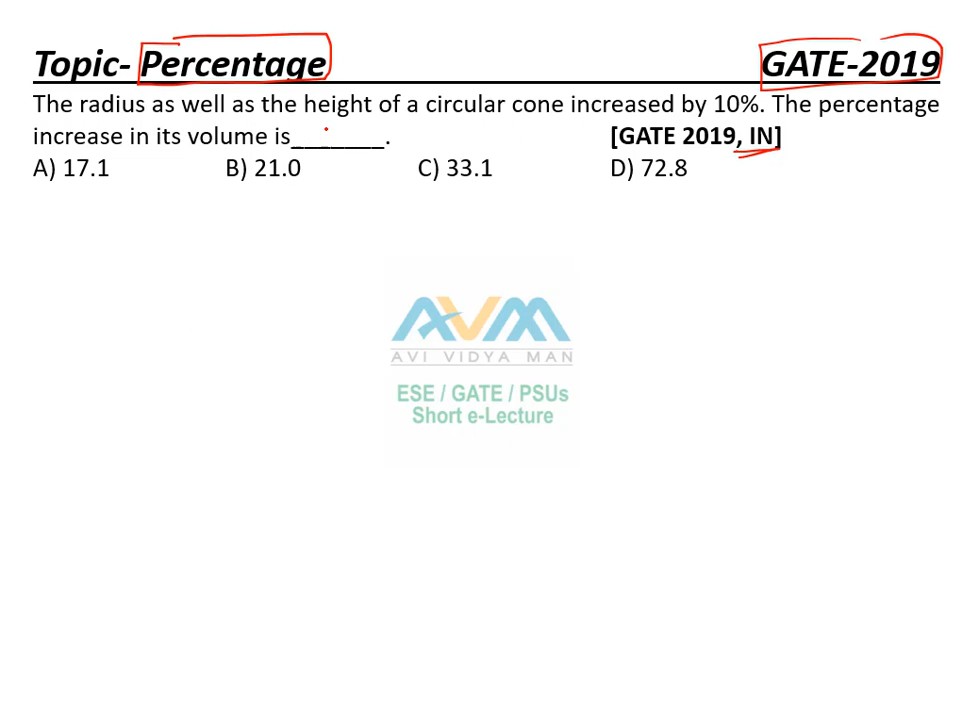 Topic- Percentage GATE-2019
The radius as well as the height of a circular cone increased by 10%. The percentage
increase in its volume is_______. [GATE 2019, IN]
A) 17.1 B) 21.0 C) 33.1 D) 72.8
AVM
AVI VIDYA MAN
ESE / GATE / PSUs
Short e-Lecture